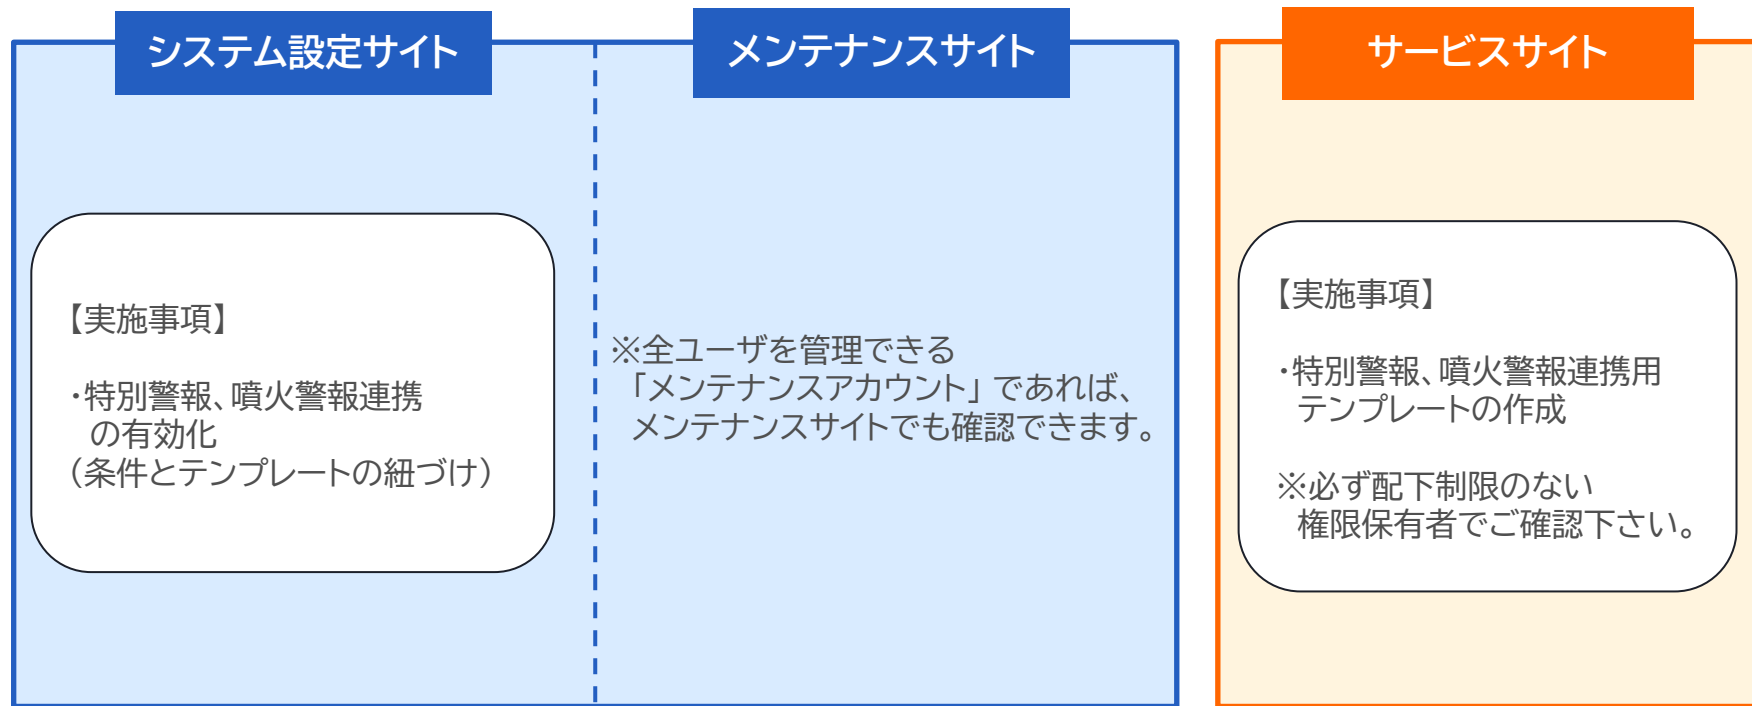 システム設定サイト
【実施事項】
・特別警報、噴火警報連携
の有効化
（条件とテンプレートの紐づけ）
メンテナンスサイト
※全ユーザを管理できる
「メンテナンスアカウント」であれば、
メンテナンスサイトでも確認できます。
サービスサイト
【実施事項】
・特別警報、噴火警報連携用
テンプレートの作成
※必ず配下制限のない
権限保有者でご確認下さい。